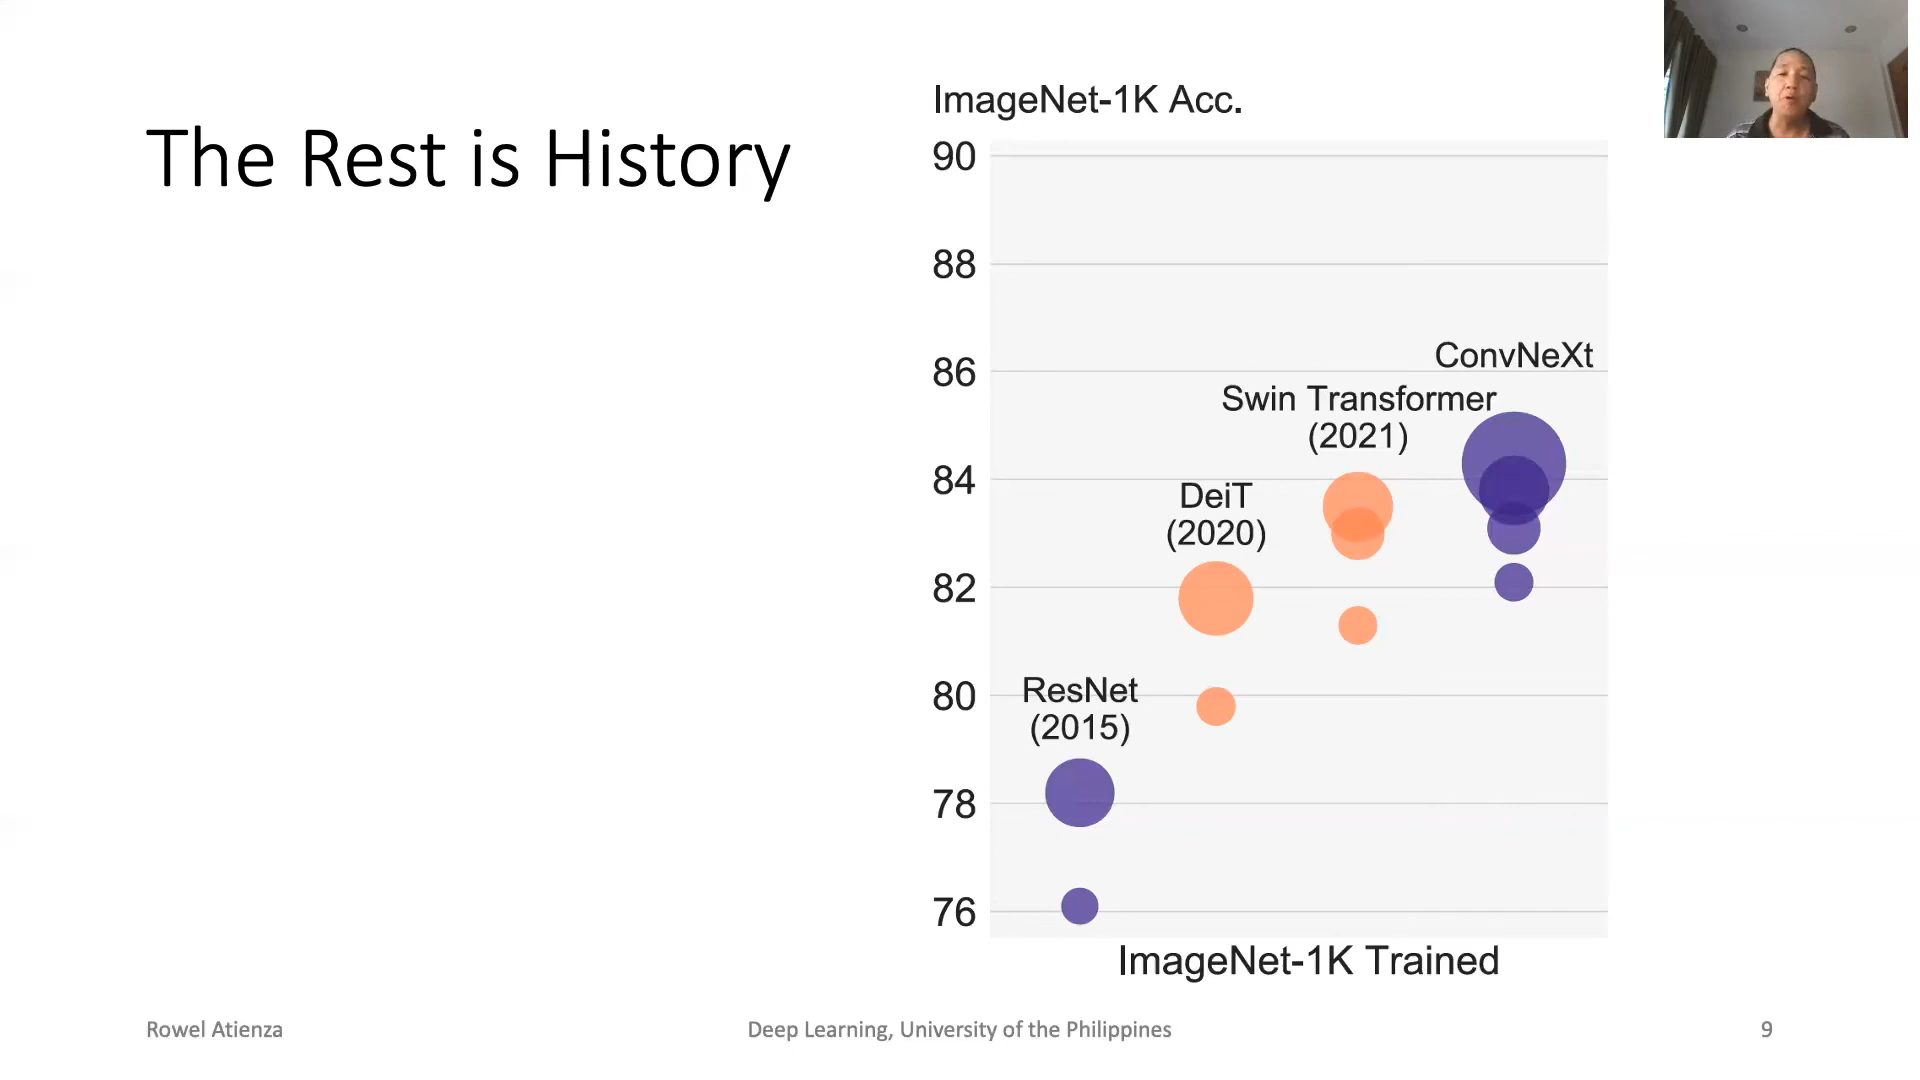 The Rest is History
ImageNet-1K Acc.
90
88
86
84
82
80
78
76
ConvNeXt
Swin Transformer
(2021)
DeiT
(2020)
ResNet
(2015)
ImageNet-1K Trained
Rowel Atienza
Deep Learning, University of the Philippines
9